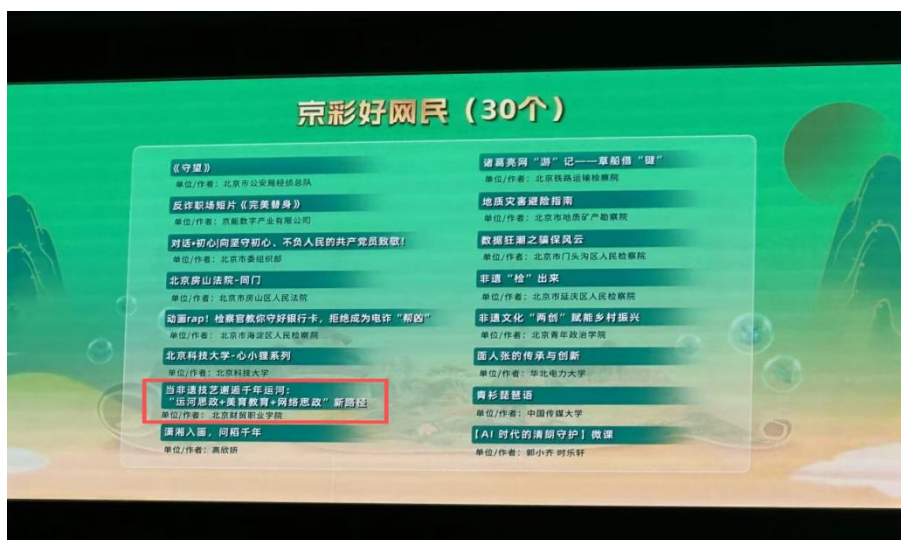 京彩好网民（30个）
《守望》
单位/作者：北京市公安局经侦总队
反诈职场短片《完美替身》
单位/作者：京能数字产业有限公司
对话•初心|向坚守初心、不负人民的共产党员致敬！
单位/作者：北京市委组织部
北京房山法院-同门
单位/作者：北京市房山区人民法院
动画rap！检察官教你守好银行卡，拒绝成为电诈“帮凶”
单位/作者：北京市海淀区人民检察院
北京科技大学-心小狸系列
单位/作者：北京科技大学
当非遗技艺邂逅千年运河：
“运河思政+美育教育+网络思政”新路径
单位/作者：北京财贸职业学院
潇湘入画，问稻千年
单位/作者：高欣妍
诸葛亮网“游”记——草船借“键”
单位/作者：北京铁路运输检察院
地质灾害避险指南
单位/作者：北京市地质矿产勘察院
数据狂潮之骗保风云
单位/作者：北京市门头沟区人民检察院
非遗“检”出来
单位/作者：北京市延庆区人民检察院
非遗文化“两创”赋能乡村振兴
单位/作者：北京青年政治学院
面人张的传承与创新
单位/作者：华北电力大学
青衫琵琶语
单位/作者：中国传媒大学
【AI 时代的清朗守护】微课
单位/作者：郭小齐 时乐轩